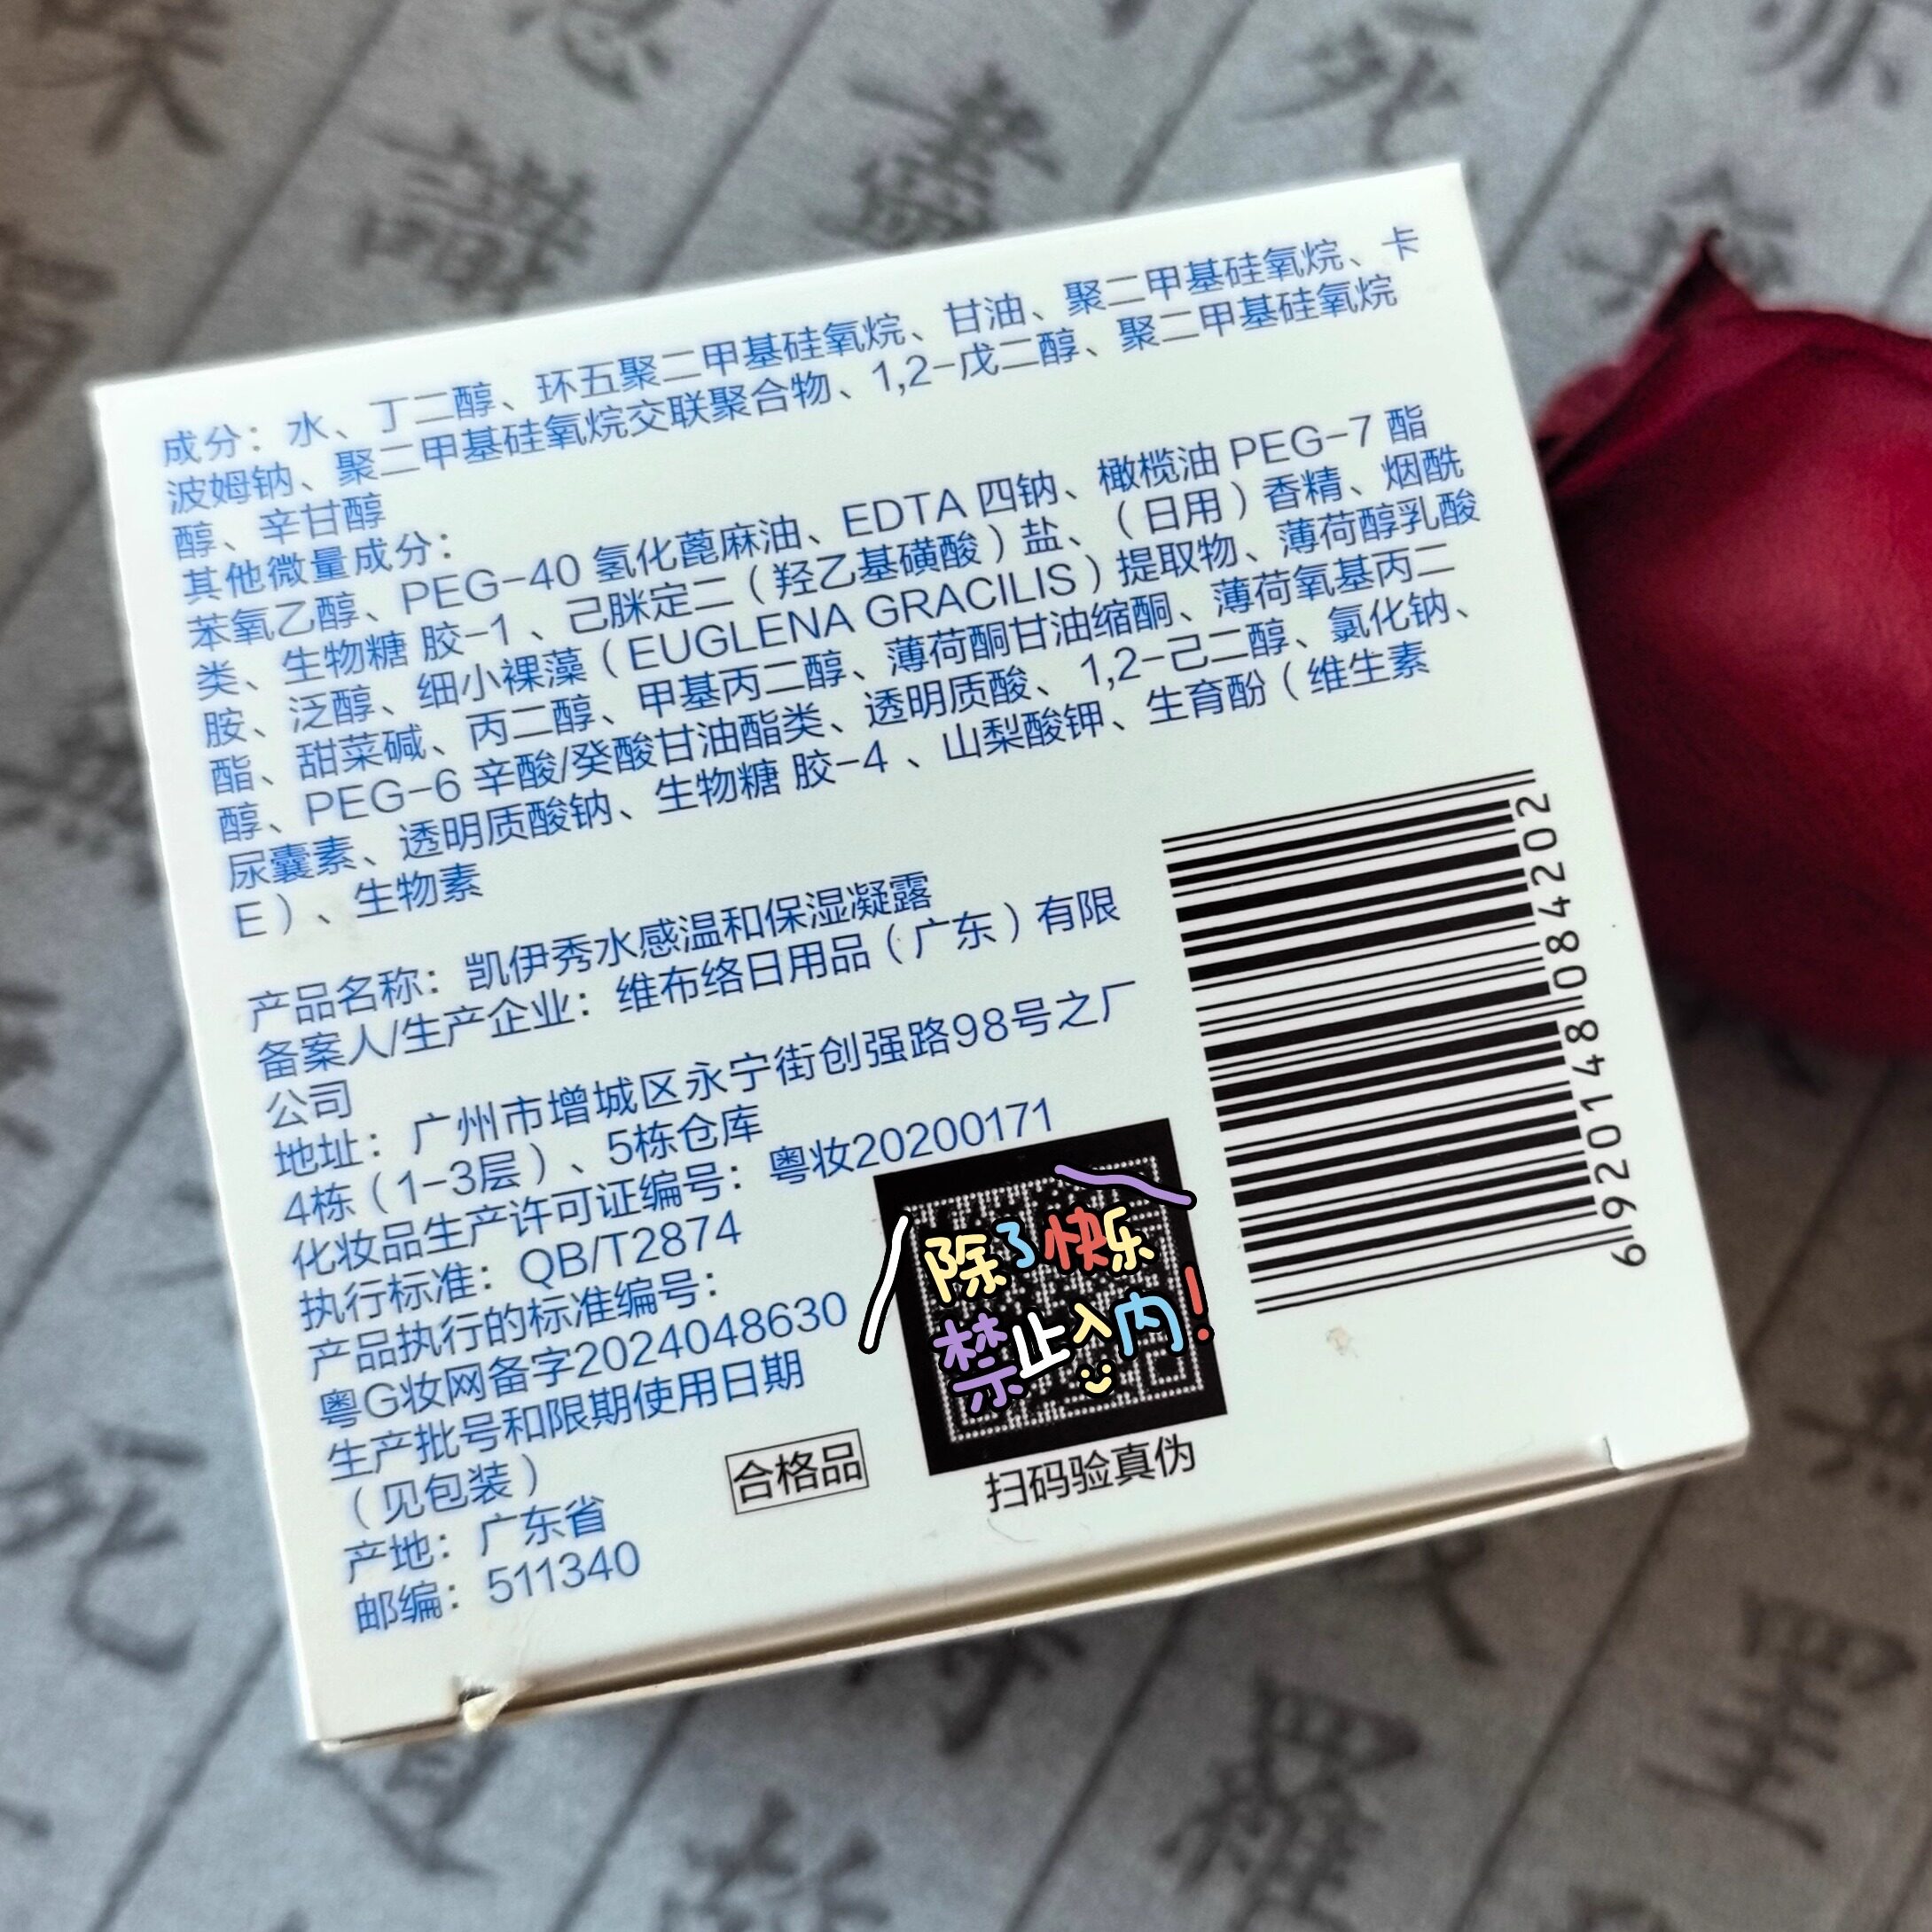 成分：水、丁二醇、环五聚二甲基硅氧烷、甘油、聚二甲基硅氧烷、卡
波姆钠、聚二甲基硅氧烷交联聚合物、1,2-戊二醇、聚二甲基硅氧烷
醇、辛甘醇
其他微量成分：
苯氧乙醇、PEG-40 氢化蓖麻油、EDTA 四钠、橄榄油 PEG-7 酯
类、生物糖 胶-1 、己脒定二（羟乙基磺酸）盐、（日用）香精、烟酰
胺、泛醇、细小裸藻（EUGLENA GRACILIS）提取物、薄荷醇乳酸
酯、甜菜碱、丙二醇、甲基丙二醇、薄荷酮甘油缩酮、薄荷氧基丙二
醇、PEG-6 辛酸/癸酸甘油酯类、透明质酸、1,2-己二醇、氯化钠、
尿囊素、透明质酸钠、生物糖 胶-4 、山梨酸钾、生育酚（维生素
E）、生物素
产品名称：凯伊秀水感温和保湿凝露
备案人/生产企业：维布络日用品（广东）有限
公司
地址：广州市增城区永宁街创强路98号之厂
4栋（1-3层）、5栋仓库
化妆品生产许可证编号：粤妆20200171
执行标准：QB/T2874
产品执行的标准编号：
粤G妆网备字2024048630
生产批号和限期使用日期
（见包装）
产地：广东省
邮编：511340
合格品
除了快乐
禁止入内！
扫码验真伪
6920148084202